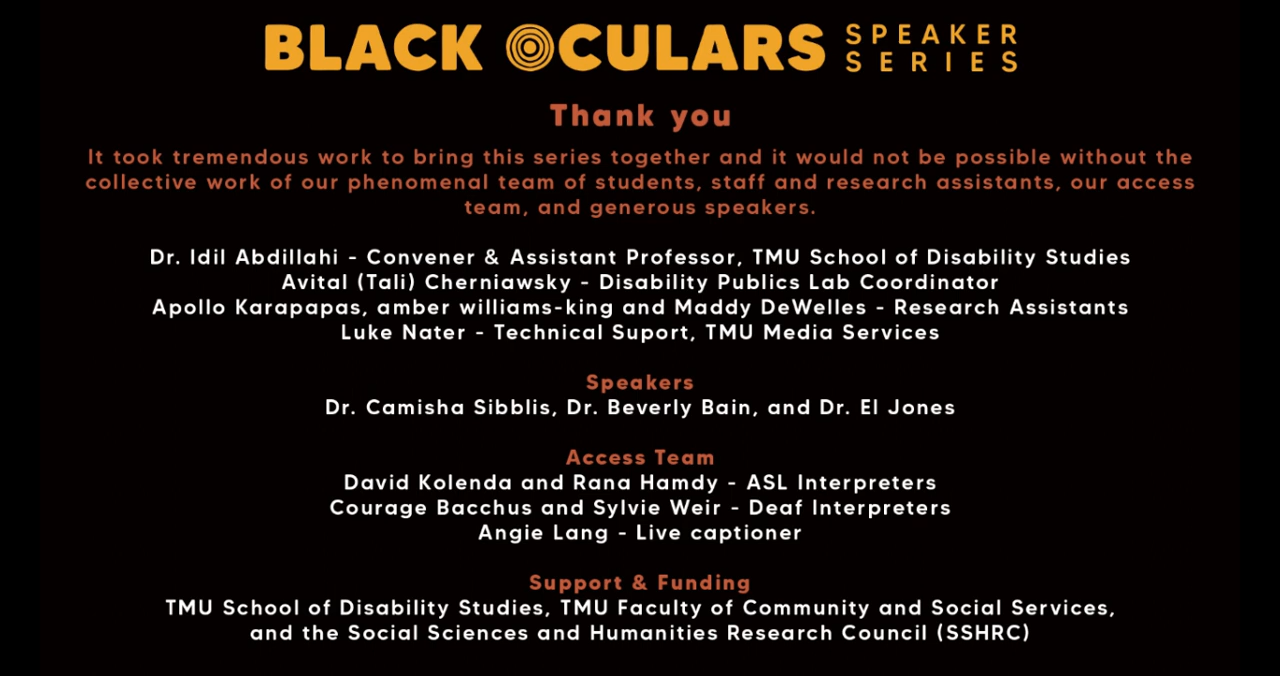 BLACK OCULARS SPEAKER SERIES
Thank you
It took tremendous work to bring this series together and it would not be possible without the
collective work of our phenomenal team of students, staff and research assistants, our access
team, and generous speakers.
Dr. Idil Abdillahi - Convener & Assistant Professor, TMU School of Disability Studies
Avital (Tali) Cherniawsky - Disability Publics Lab Coordinator
Apollo Karapapas, amber williams-king and Maddy DeWelles - Research Assistants
Luke Nater - Technical Suport, TMU Media Services
Speakers
Dr. Camisha Sibblis, Dr. Beverly Bain, and Dr. El Jones
Access Team
David Kolenda and Rana Hamdy - ASL Interpreters
Courage Bacchus and Sylvie Weir - Deaf Interpreters
Angie Lang - Live captioner
Support & Funding
TMU School of Disability Studies, TMU Faculty of Community and Social Services,
and the Social Sciences and Humanities Research Council (SSHRC)